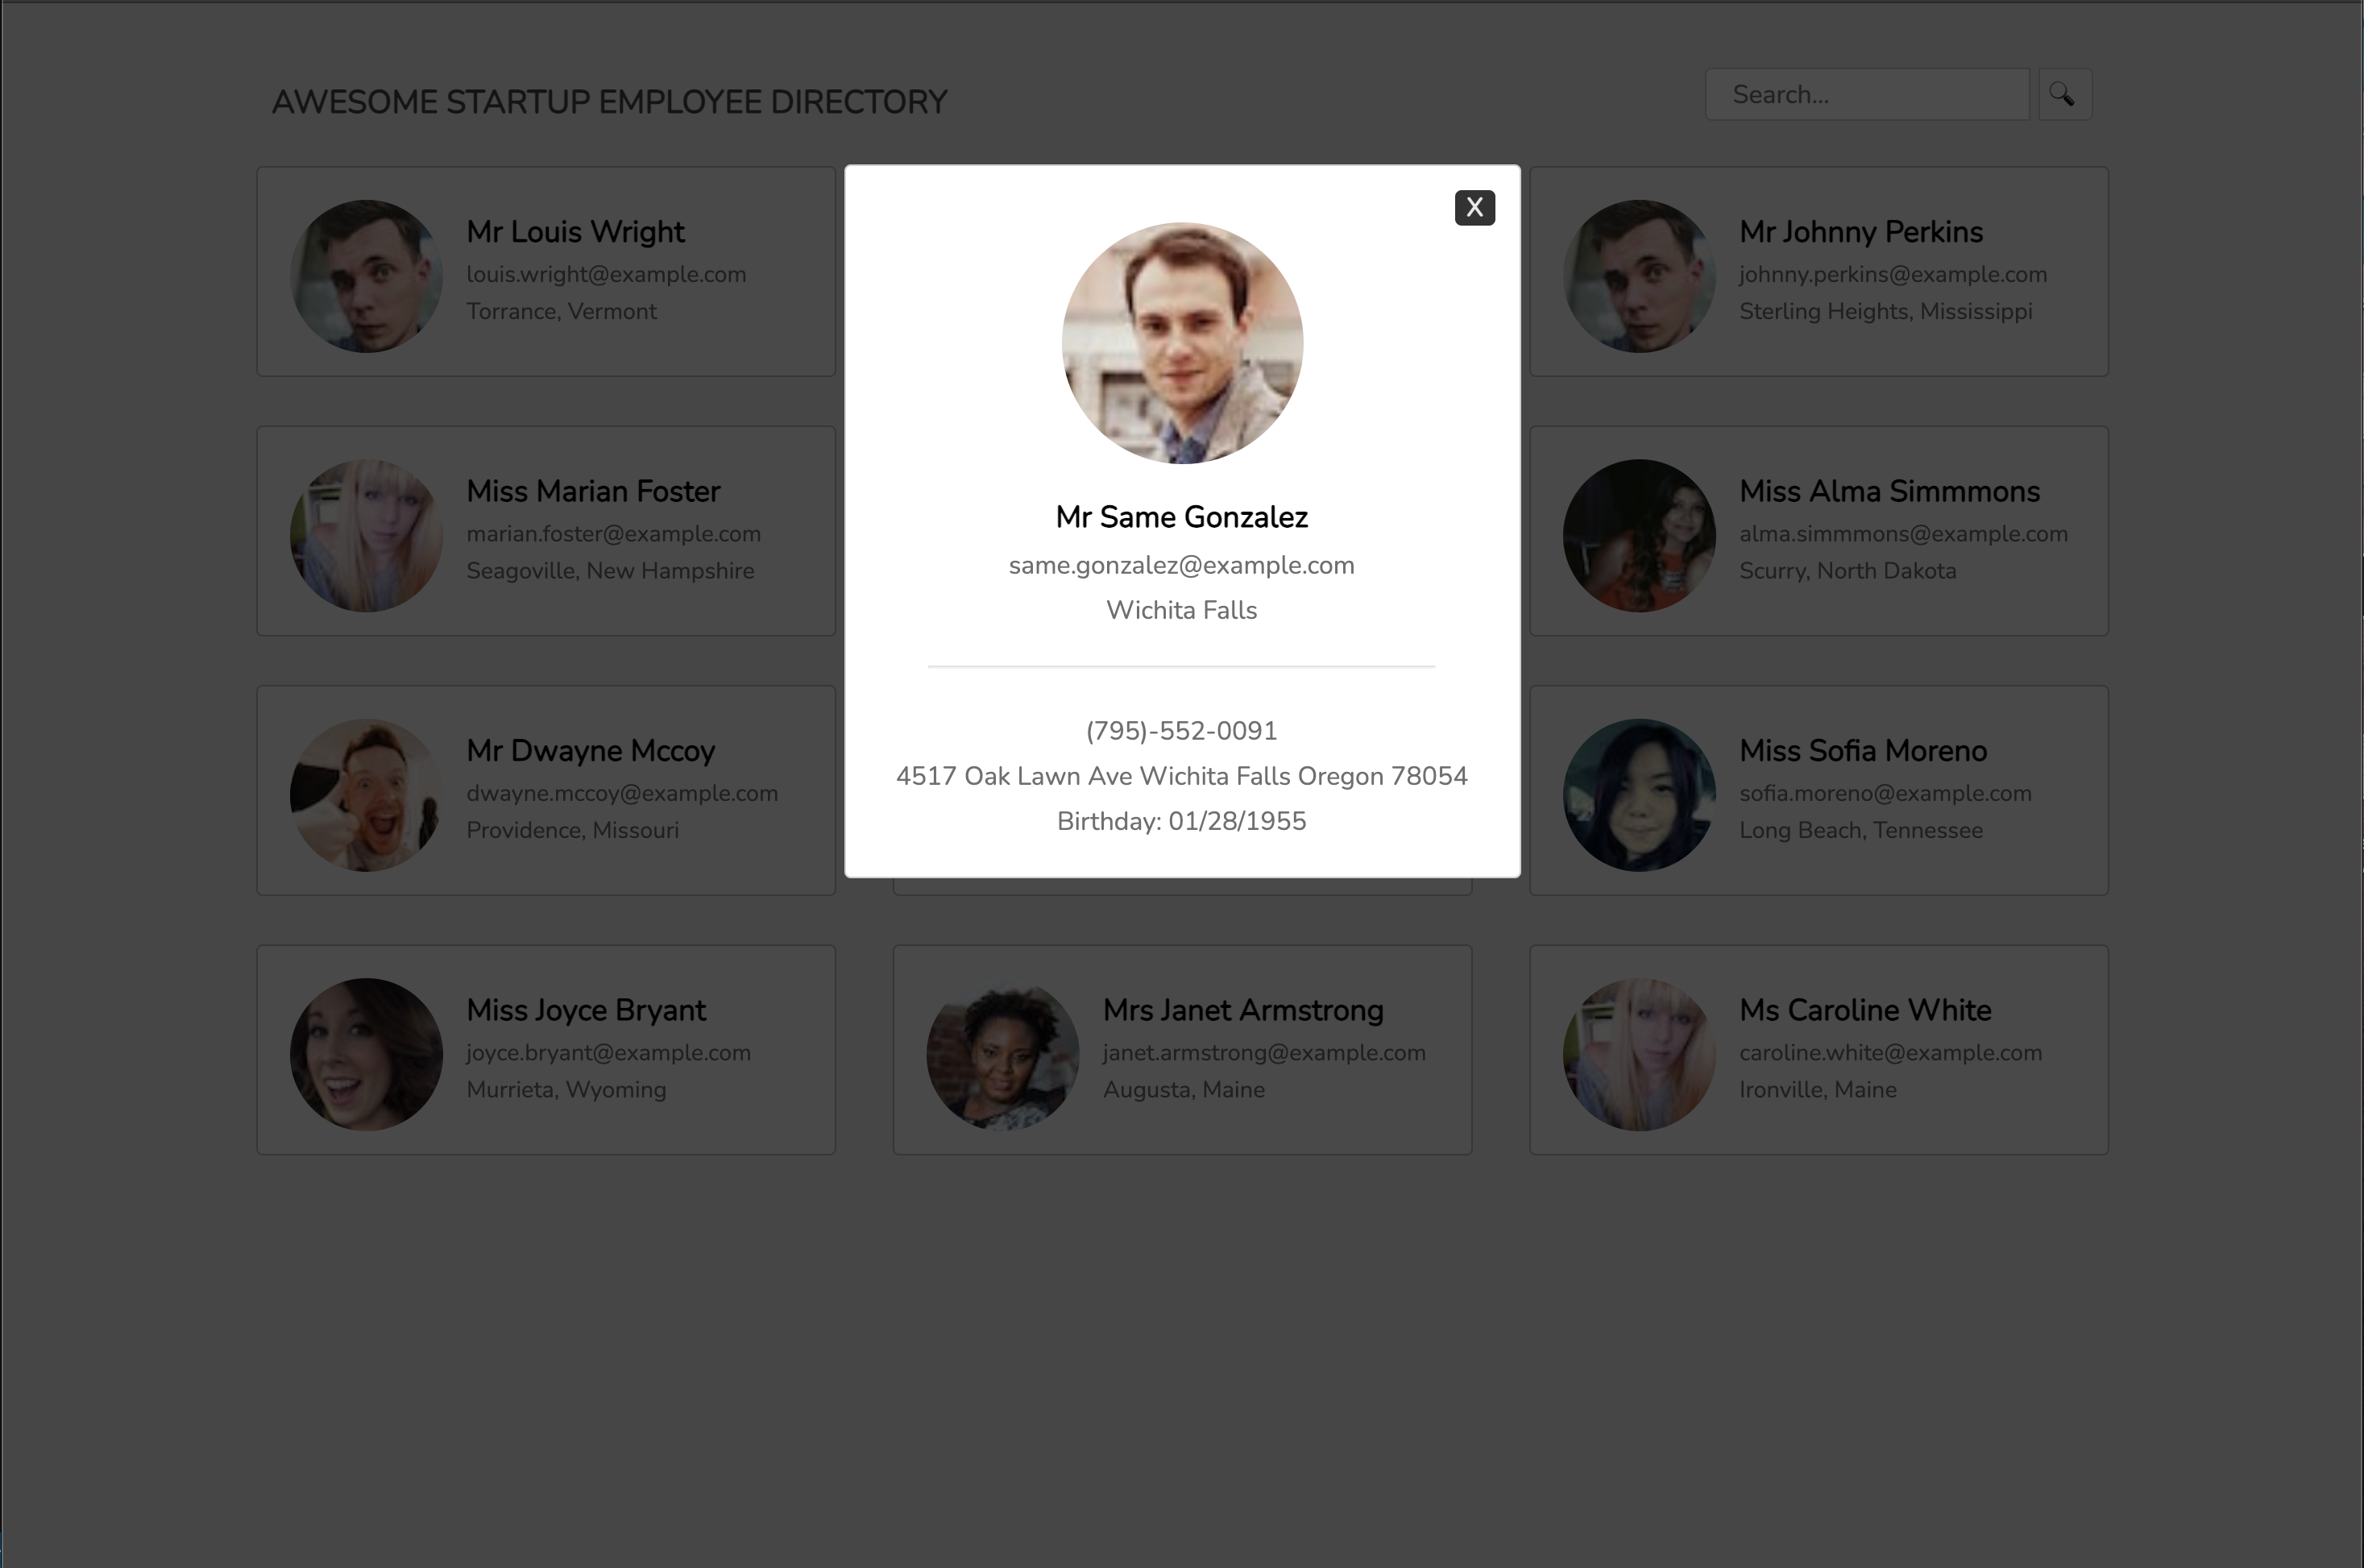 AWESOME STARTUP EMPLOYEE DIRECTORY
Search...
Mr Louis Wright
louis.wright@example.com
Torrance, Vermont
X
Mr Same Gonzalez
same.gonzalez@example.com
Wichita Falls
(795)-552-0091
4517 Oak Lawn Ave Wichita Falls Oregon 78054
Birthday: 01/28/1955
Mr Johnny Perkins
johnny.perkins@example.com
Sterling Heights, Mississippi
Miss Marian Foster
marian.foster@example.com
Seagoville, New Hampshire
Miss Alma Simmmons
alma.simmmons@example.com
Scurry, North Dakota
Mr Dwayne Mccoy
dwayne.mccoy@example.com
Providence, Missouri
Miss Sofia Moreno
sofia.moreno@example.com
Long Beach, Tennessee
Miss Joyce Bryant
joyce.bryant@example.com
Murrieta, Wyoming
Mrs Janet Armstrong
janet.armstrong@example.com
Augusta, Maine
Ms Caroline White
caroline.white@example.com
Ironville, Maine